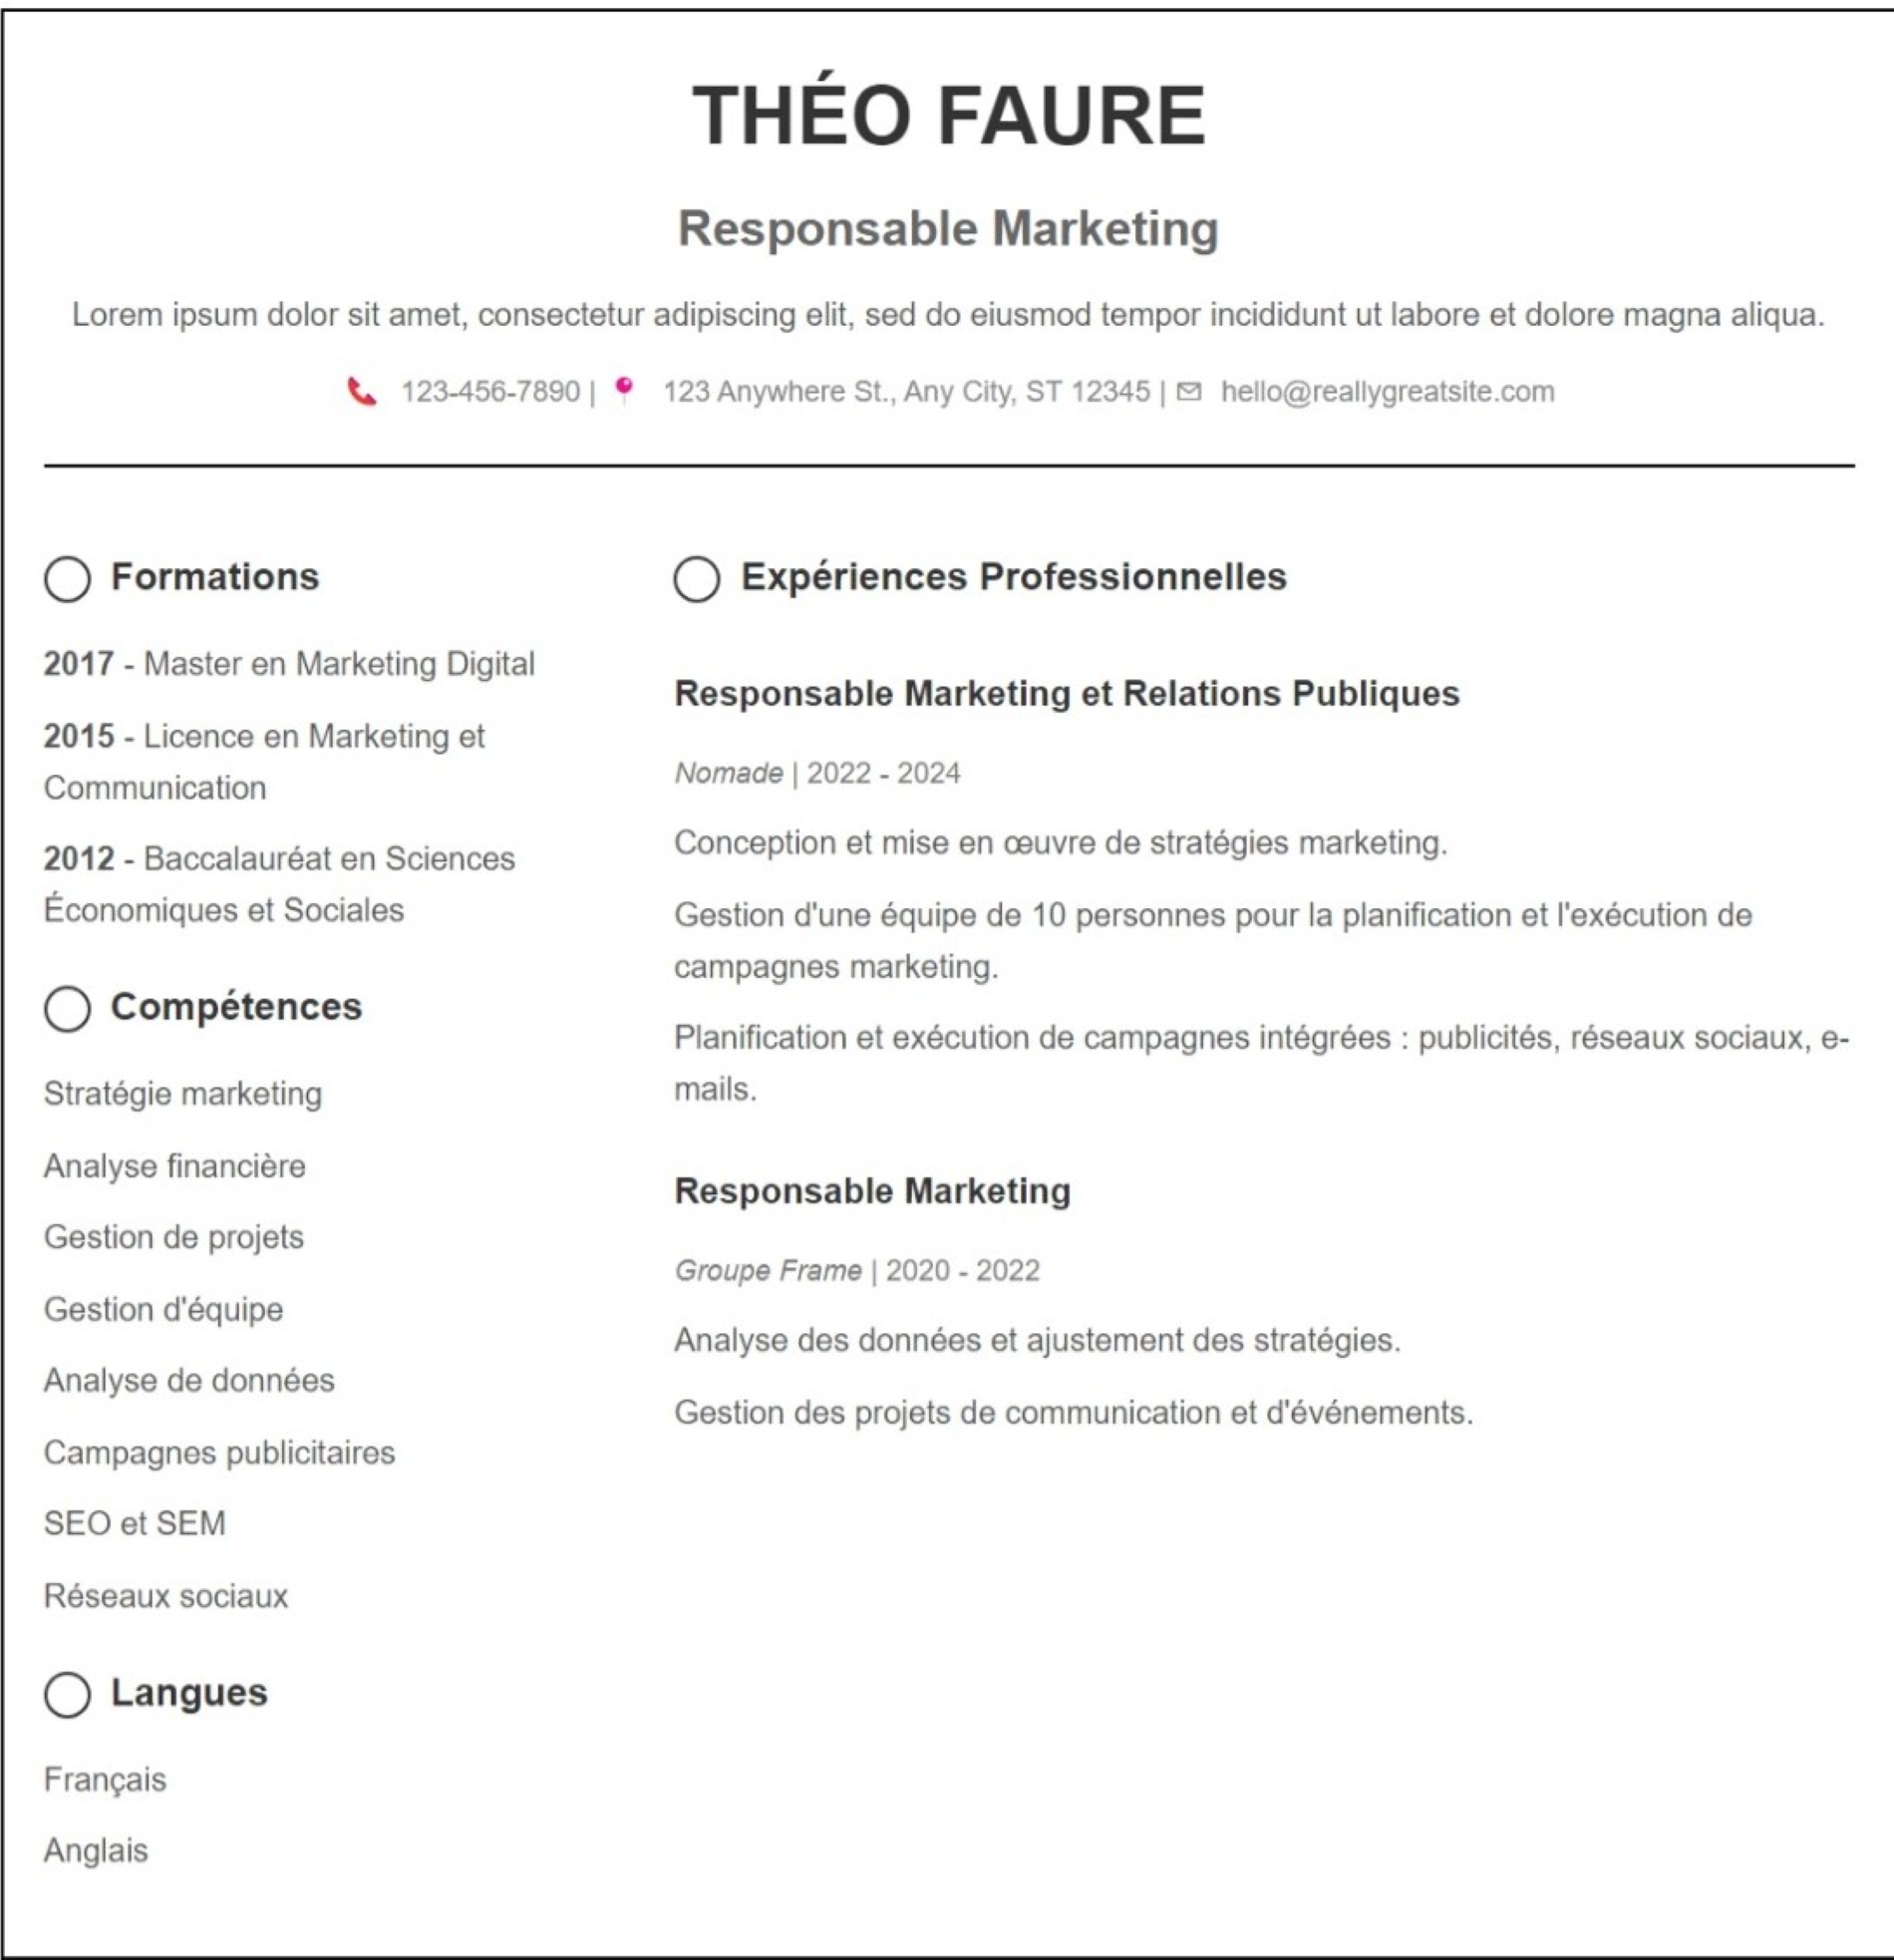 THÉO FAURE
Responsable Marketing
Lorem ipsum dolor sit amet, consectetur adipiscing elit, sed do eiusmod tempor incididunt ut labore et dolore magna aliqua.
123-456-7890 | 123 Anywhere St., Any City, ST 12345 | hello@reallygreatsite.com
Formations
2017 - Master en Marketing Digital
2015 - Licence en Marketing et
Communication
2012 - Baccalauréat en Sciences
Économiques et Sociales
Compétences
Stratégie marketing
Analyse financière
Gestion de projets
Gestion d'équipe
Analyse de données
Campagnes publicitaires
SEO et SEM
Réseaux sociaux
Langues
Français
Anglais
Expériences Professionnelles
Responsable Marketing et Relations Publiques
Nomade | 2022 - 2024
Conception et mise en œuvre de stratégies marketing.
Gestion d'une équipe de 10 personnes pour la planification et l'exécution de
campagnes marketing.
Planification et exécution de campagnes intégrées : publicités, réseaux sociaux, e-
mails.
Responsable Marketing
Groupe Frame | 2020 - 2022
Analyse des données et ajustement des stratégies.
Gestion des projets de communication et d'événements.